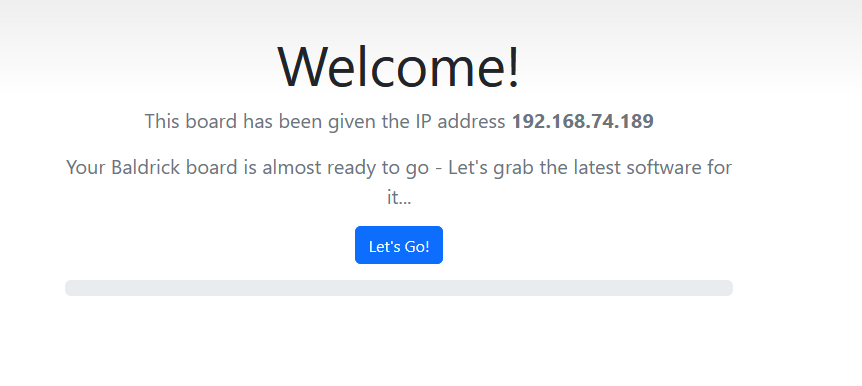 Welcome!
This board has been given the IP address 192.168.74.189
Your Baldrick board is almost ready to go - Let's grab the latest software for
it...
Let's Go!